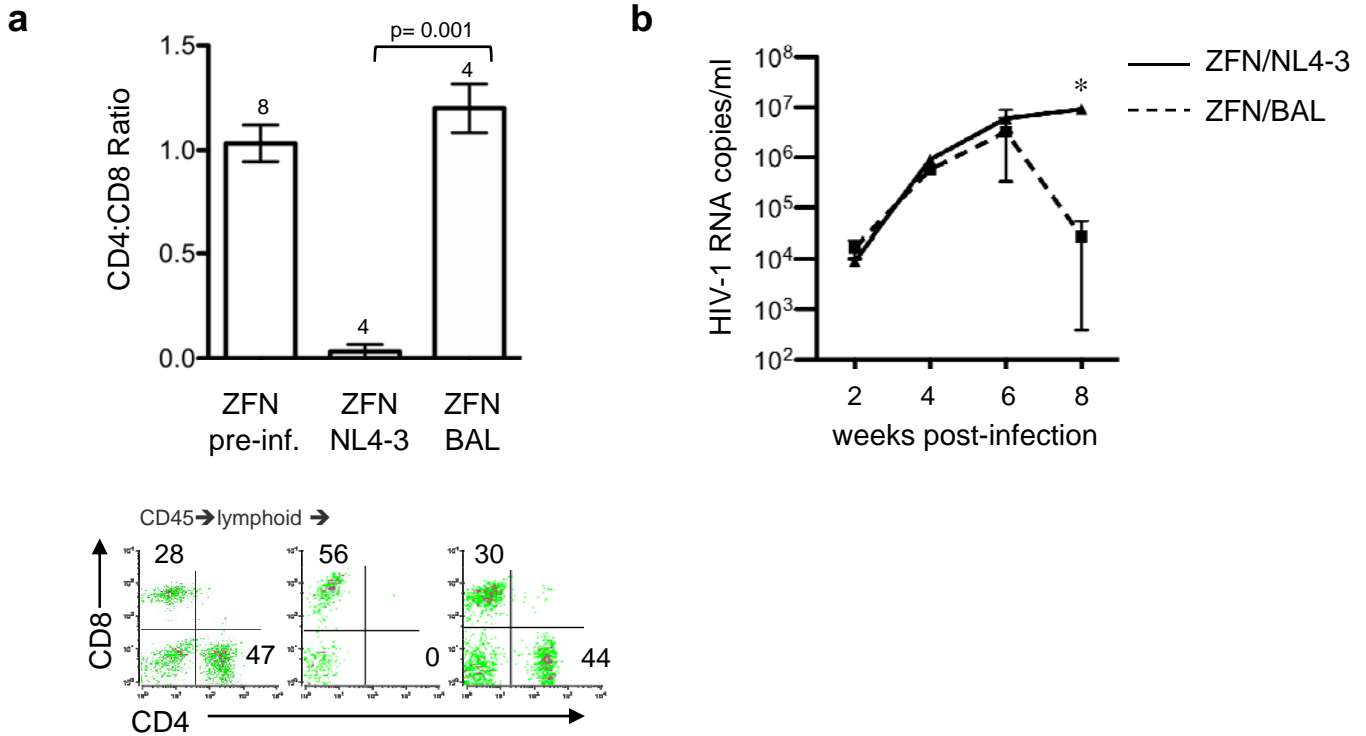 a
p= 0.001
1.5
1.0
0.5
0.0
8
4
4
CD4:CD8 Ratio
ZFN pre-inf.
ZFN NL4-3
ZFN BAL
b
HIV-1 RNA copies/ml
10⁸
10⁷
10⁶
10⁵
10⁴
10³
10²
*
2 4 6 8
weeks post-infection
ZFN/NL4-3
ZFN/BAL
CD45➔lymphoid ➔
28 56 30
47 0 44
CD8
CD4